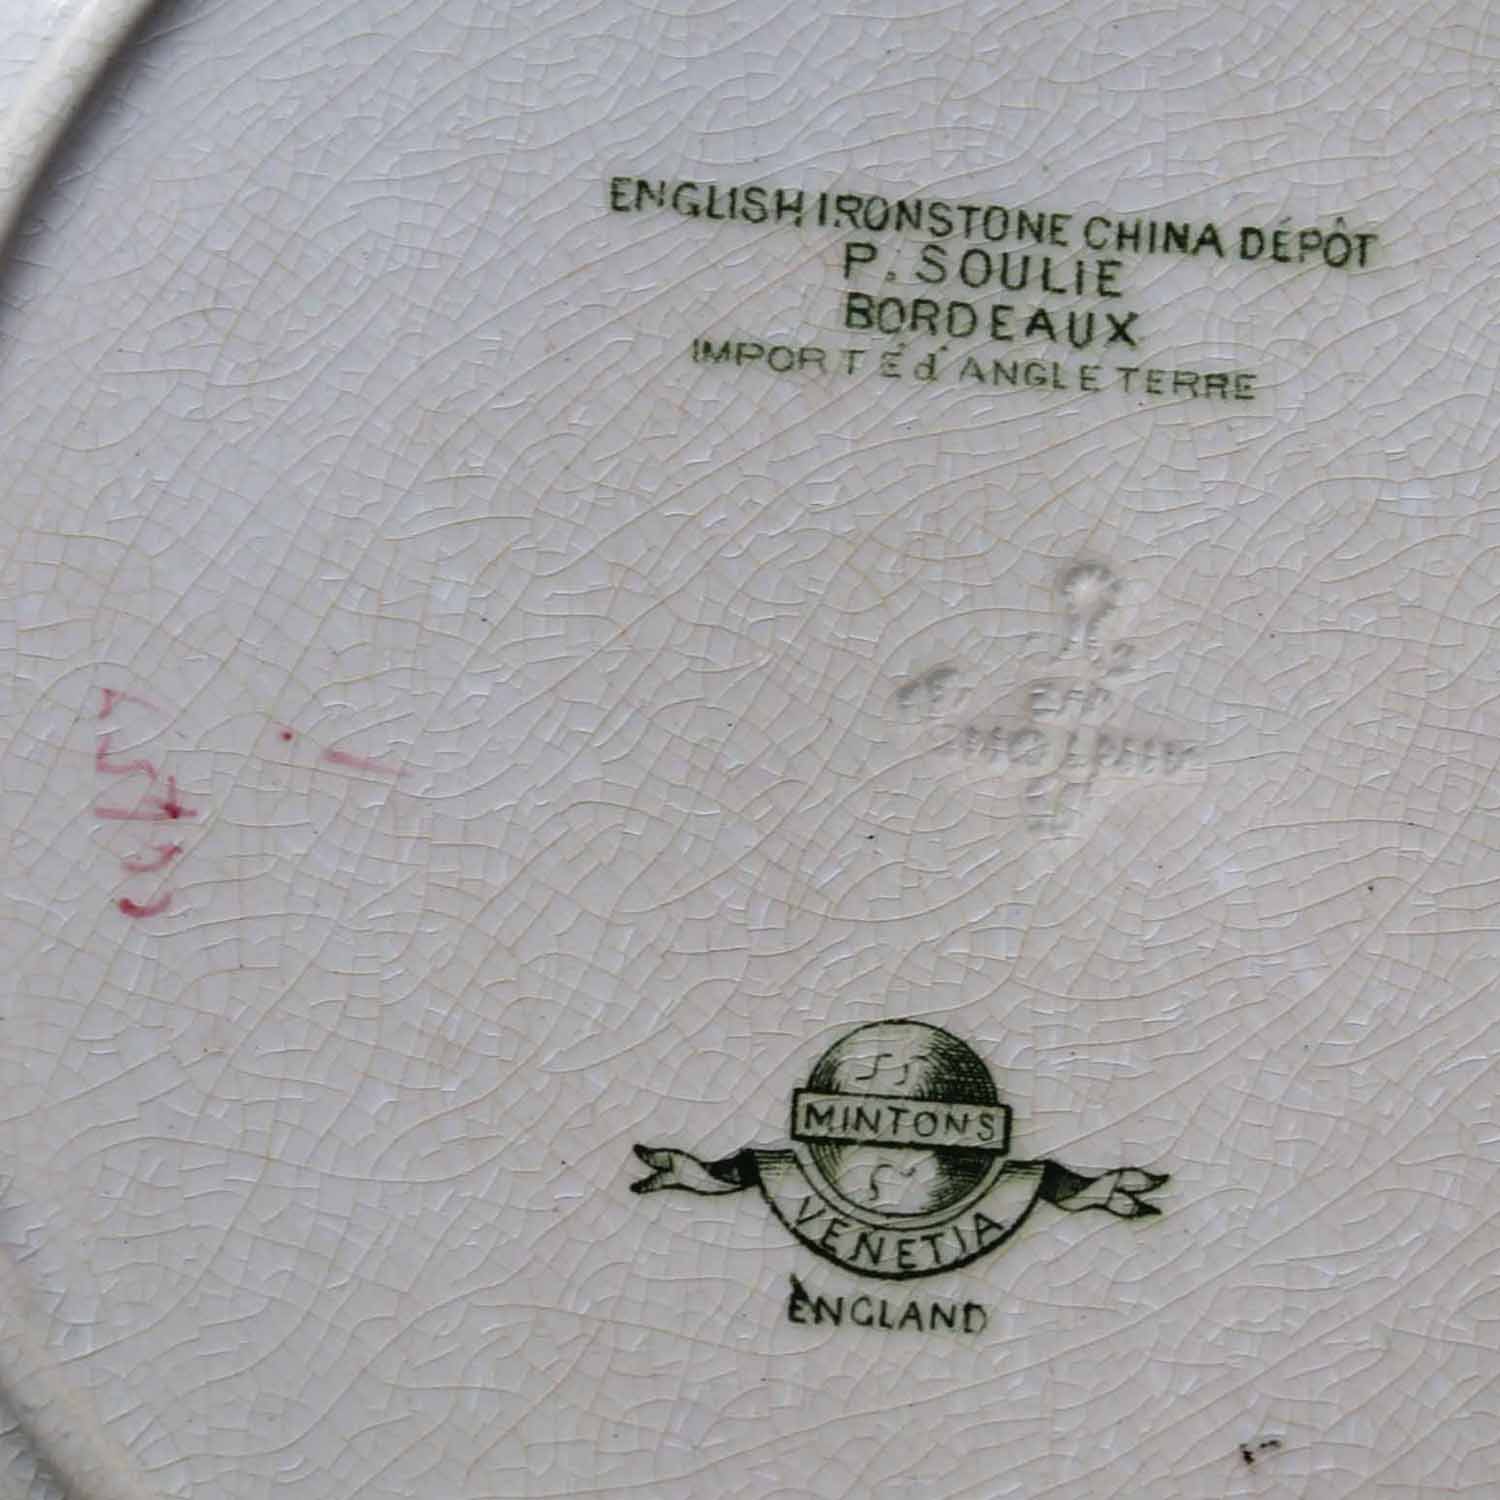 ENGLISH IRONSTONE CHINA DÉPÔT
P. SOULIE
BORDEAUX
IMPORTÉ d'ANGLETERRE
MINTONS
VENETIA
ENGLAND